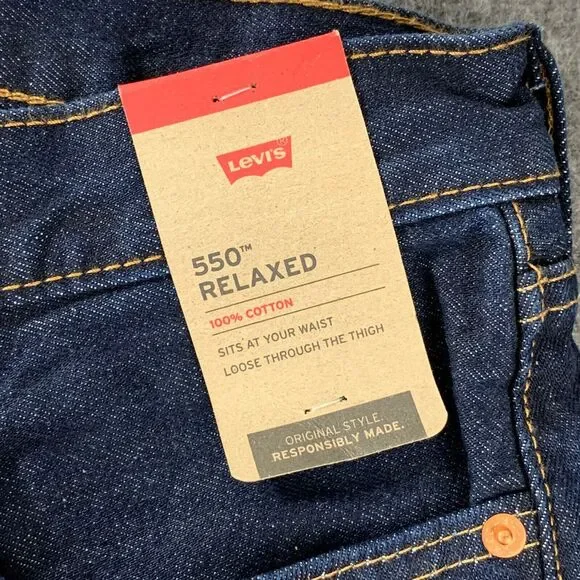 LEVI'S®
550™
RELAXED
100% COTTON
SITS AT YOUR WAIST
LOOSE THROUGH THE THIGH
ORIGINAL STYLE.
RESPONSIBLY MADE.